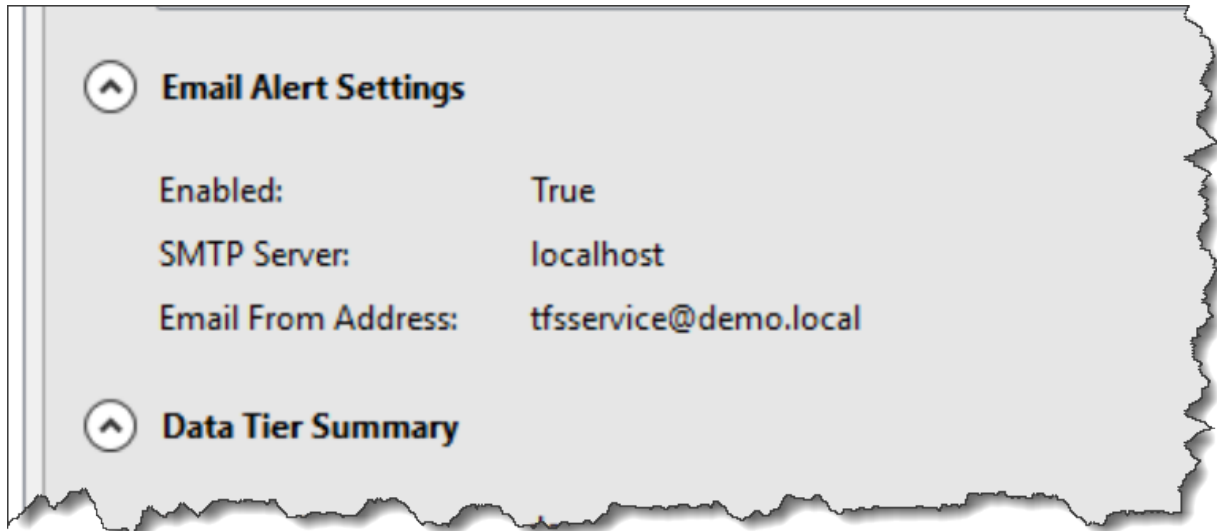 Email Alert Settings
Enabled: True
SMTP Server: localhost
Email From Address: tfsservice@demo.local
Data Tier Summary